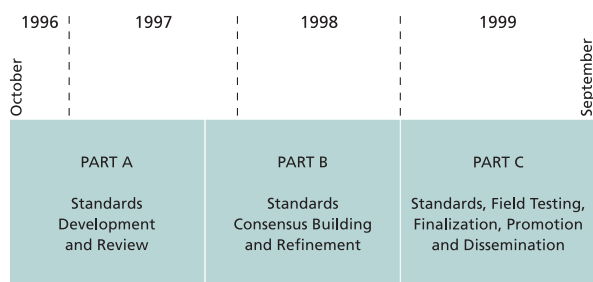 1996
1997
1998
1999
October
September
PART A
Standards
Development
and Review
PART B
Standards
Consensus Building
and Refinement
PART C
Standards, Field Testing,
Finalization, Promotion
and Dissemination